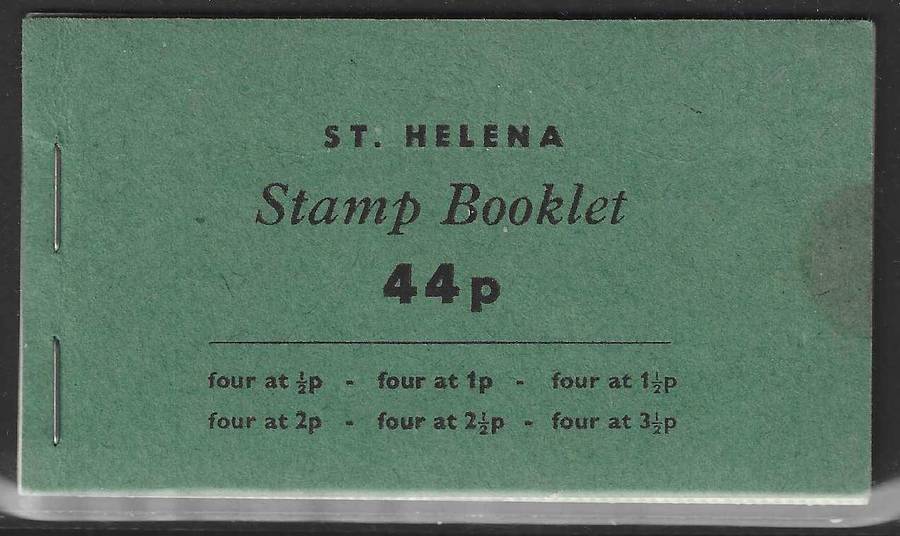 ST. HELENA
Stamp Booklet
44p
four at ½p - four at 1p - four at 1½p
four at 2p - four at 2½p - four at 3½p